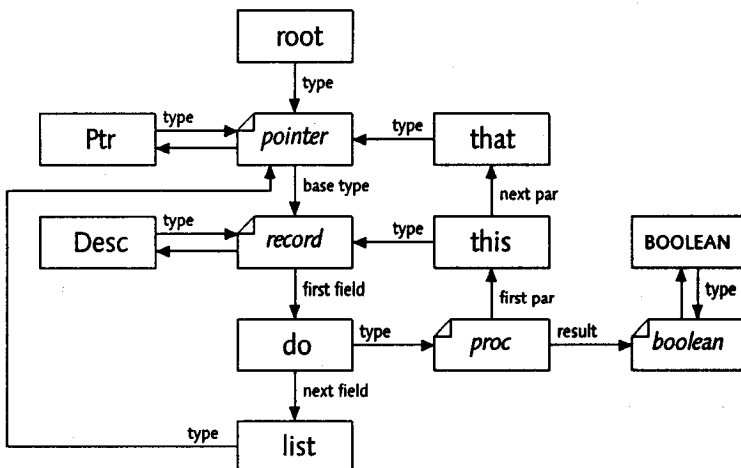 root
type
Ptr
type
pointer
type
that
base type
next par
Desc
type
record
type
this
BOOLEAN
first field
first par
type
do
type
proc
result
boolean
next field
type
list